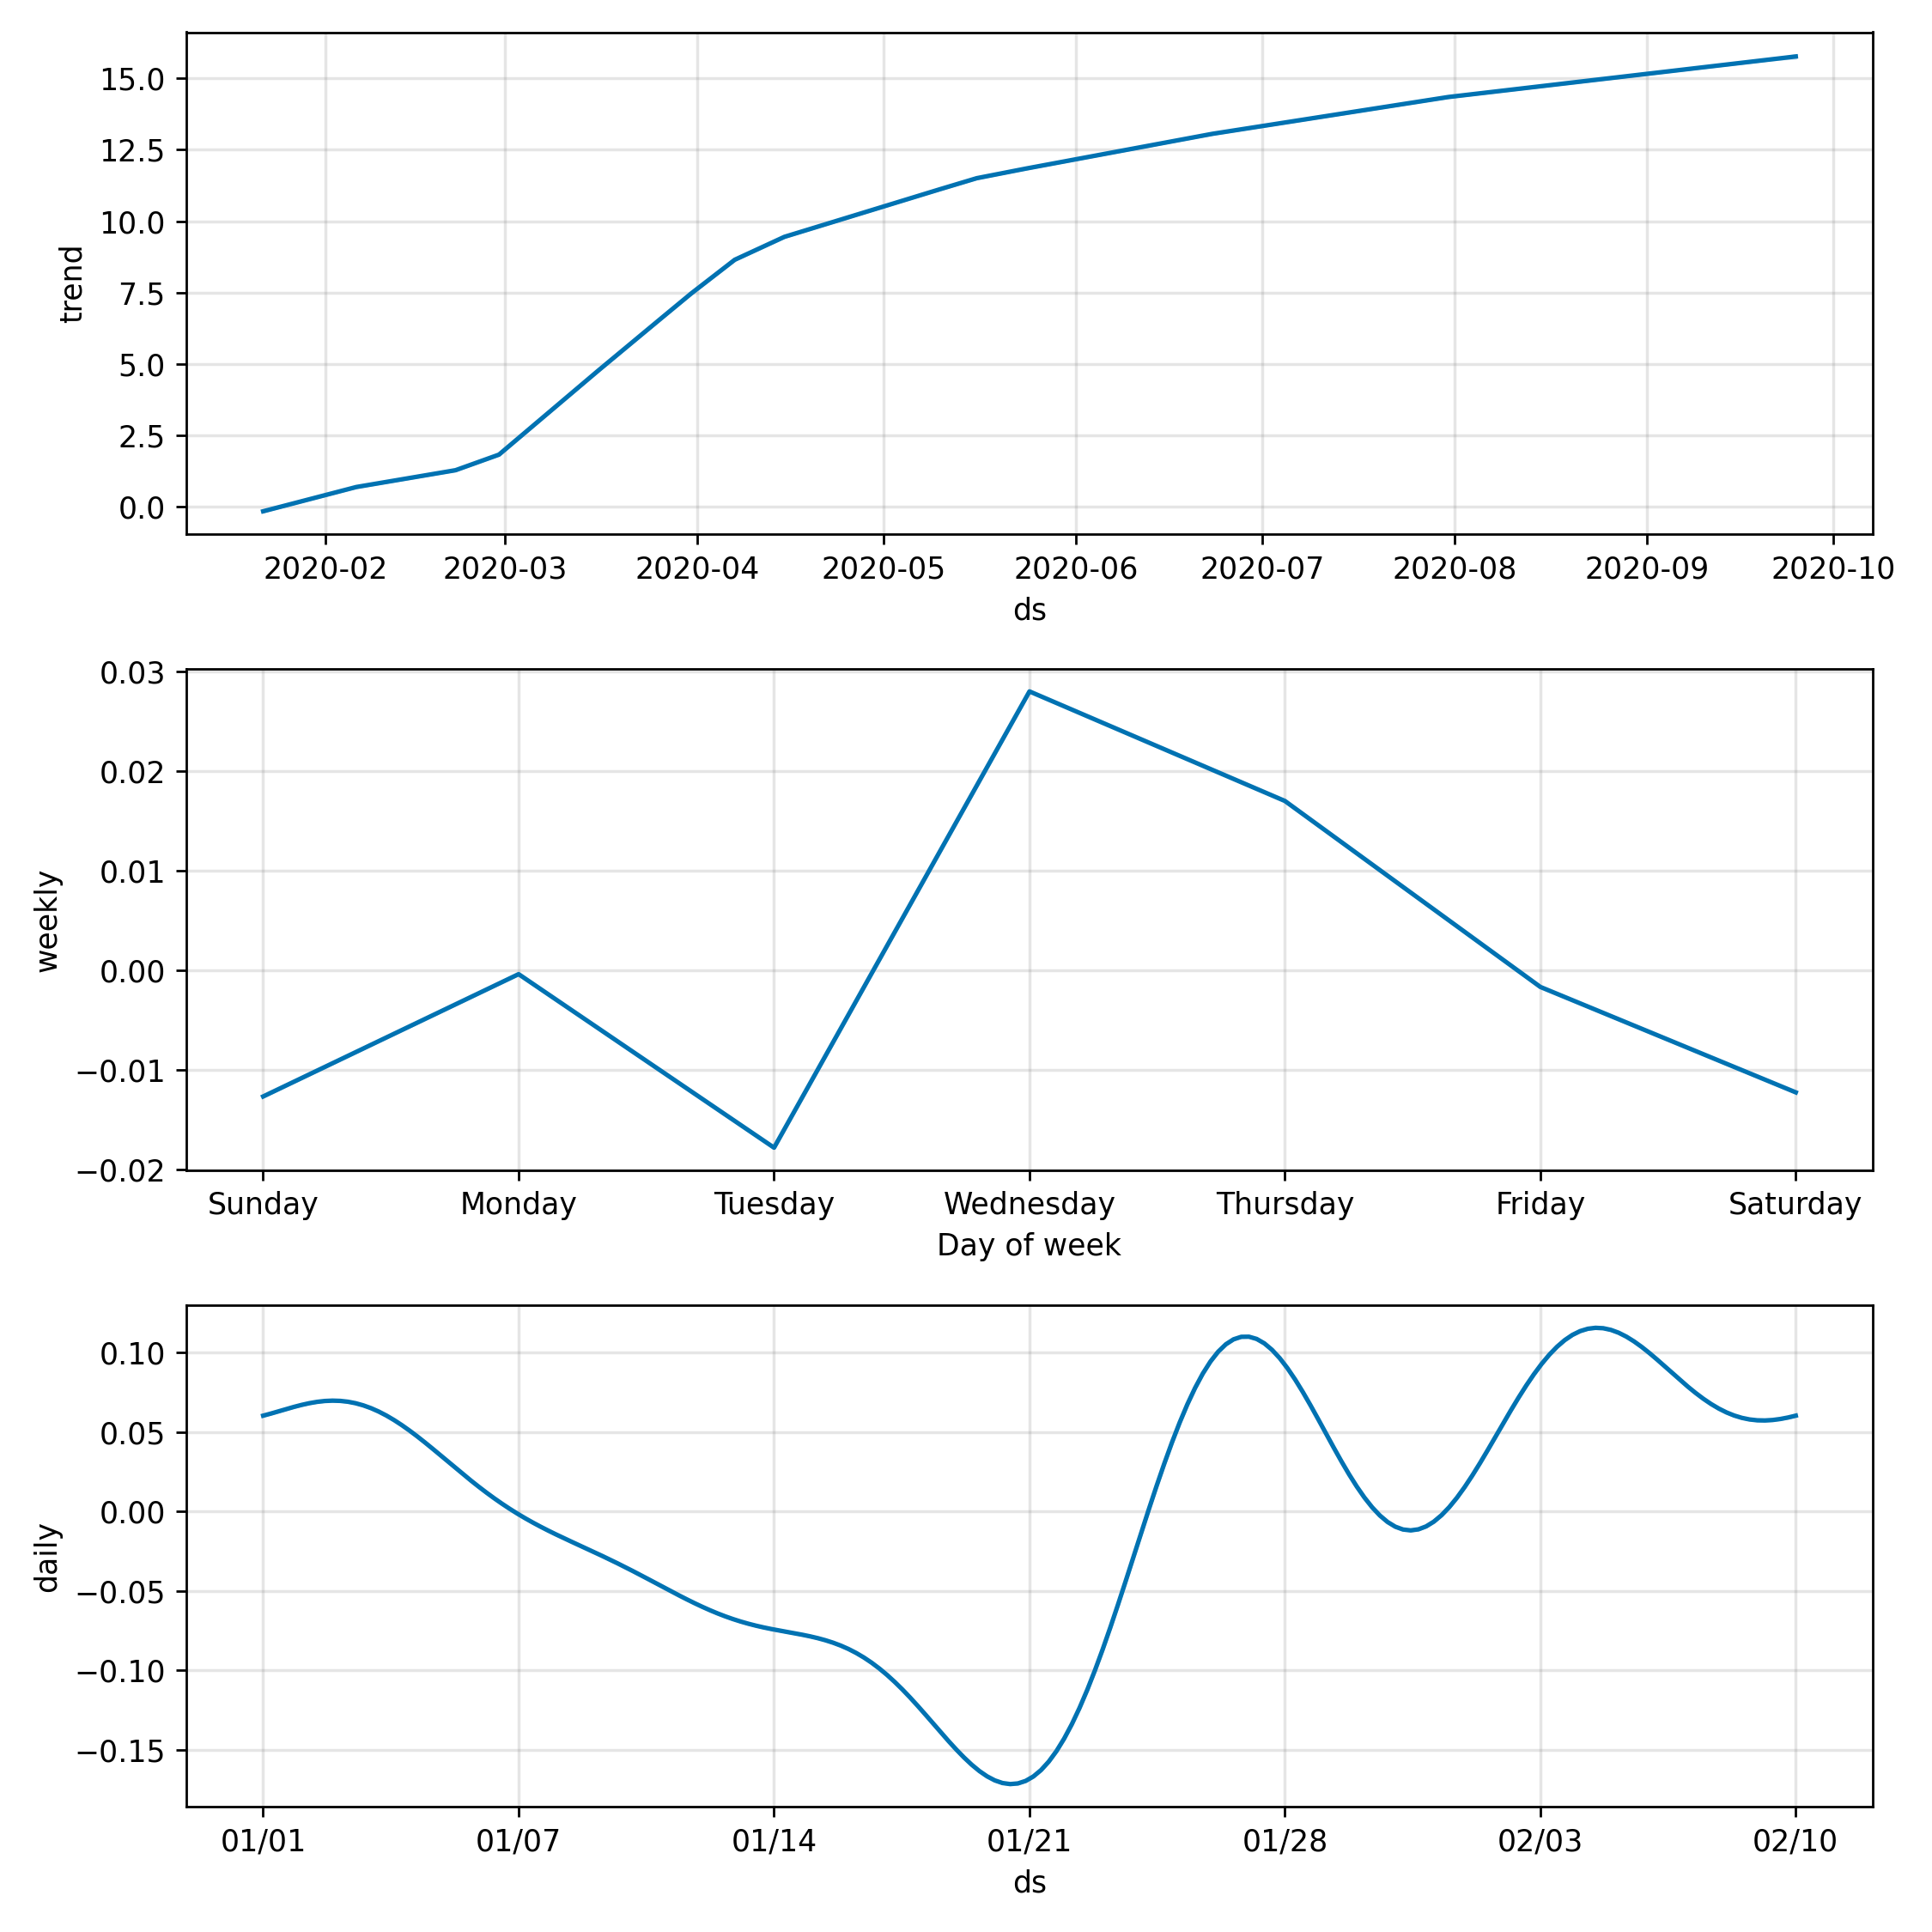 15.0
12.5
10.0
7.5
5.0
2.5
0.0
trend
2020-02 2020-03 2020-04 2020-05 2020-06 2020-07 2020-08 2020-09 2020-10
ds
0.03
0.02
0.01
0.00
−0.01
−0.02
weekly
Sunday Monday Tuesday Wednesday Thursday Friday Saturday
Day of week
0.10
0.05
0.00
−0.05
−0.10
−0.15
daily
01/01 01/07 01/14 01/21 01/28 02/03 02/10
ds